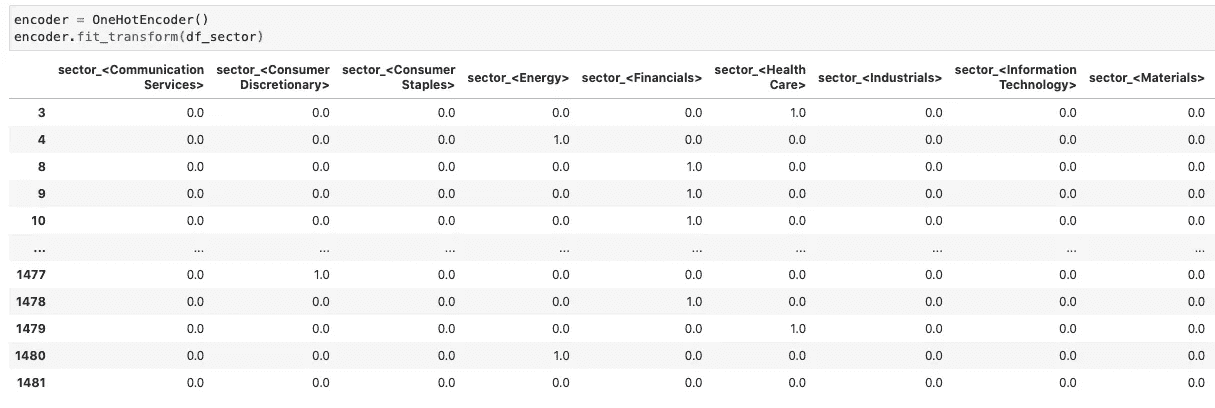 encoder = OneHotEncoder()
encoder.fit_transform(df_sector)
sector_<Communication Services> sector_<Consumer Discretionary> sector_<Consumer Staples> sector_<Energy> sector_<Financials> sector_<Health Care> sector_<Industrials> sector_<Information Technology> sector_<Materials>
3 0.0 0.0 0.0 0.0 0.0 1.0 0.0 0.0 0.0
4 0.0 0.0 0.0 1.0 0.0 0.0 0.0 0.0 0.0
8 0.0 0.0 0.0 0.0 1.0 0.0 0.0 0.0 0.0
9 0.0 0.0 0.0 0.0 1.0 0.0 0.0 0.0 0.0
10 0.0 0.0 0.0 0.0 1.0 0.0 0.0 0.0 0.0
... ... ... ... ... ... ... ... ... ...
1477 0.0 1.0 0.0 0.0 0.0 0.0 0.0 0.0 0.0
1478 0.0 0.0 0.0 0.0 1.0 0.0 0.0 0.0 0.0
1479 0.0 0.0 0.0 0.0 0.0 1.0 0.0 0.0 0.0
1480 0.0 0.0 0.0 1.0 0.0 0.0 0.0 0.0 0.0
1481 0.0 0.0 0.0 0.0 0.0 0.0 0.0 0.0 0.0